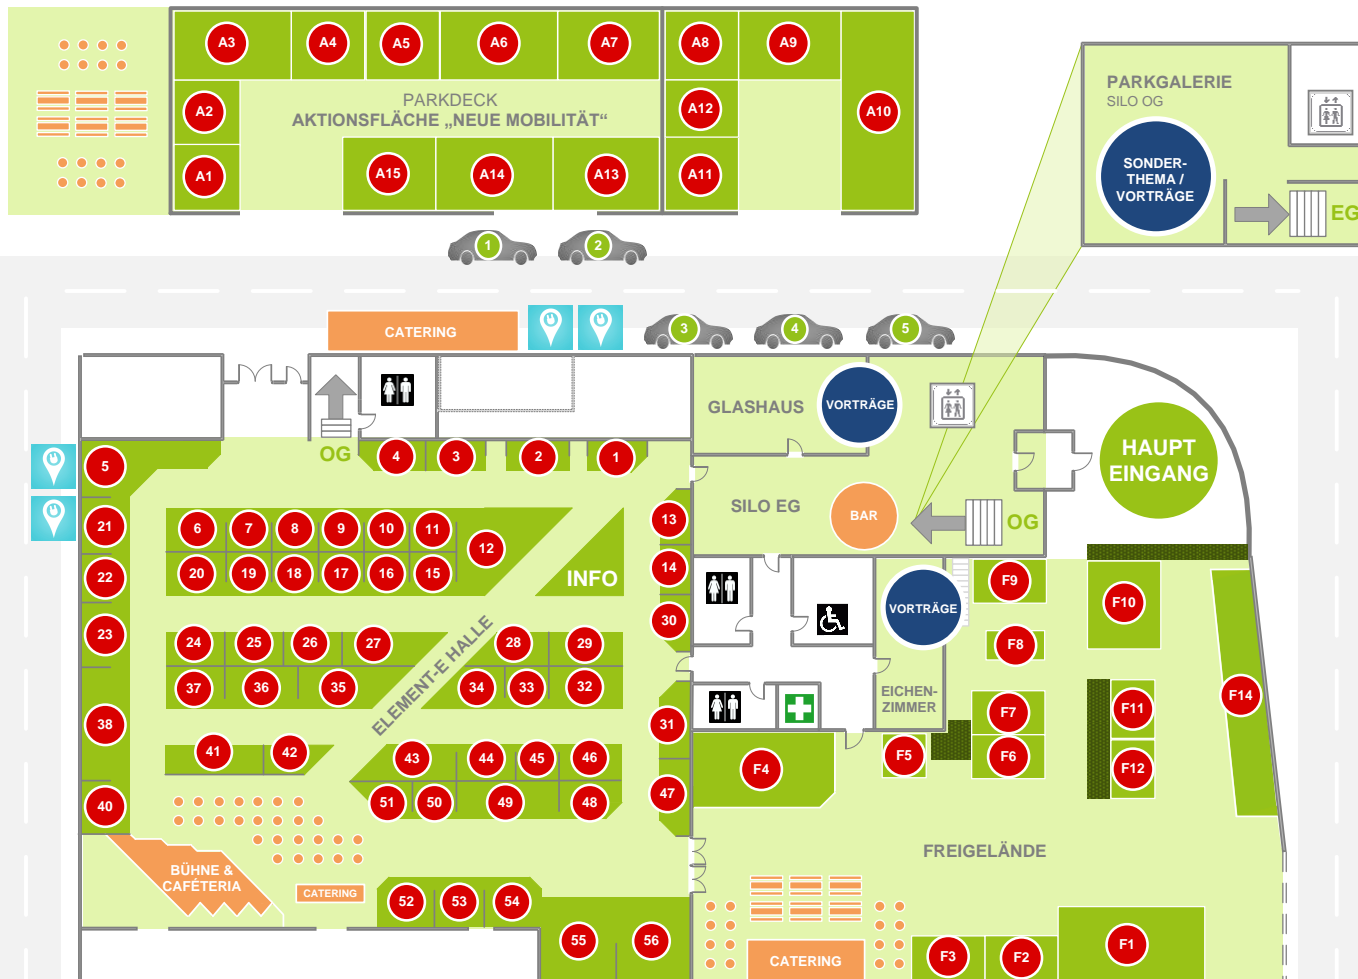 A3
A4
A5
A6
A7
A8
A9
A2
A12
A10
A1
A15
A14
A13
A11
PARKDECK
AKTIONSFLÄCHE „NEUE MOBILITÄT“
PARKGALERIE
SILO OG
SONDER-
THEMA /
VORTRÄGE
EG
1
2
CATERING
3
4
5
GLASHAUS
VORTRÄGE
HAUPT
EINGANG
OG
4
3
2
1
5
SILO EG
BAR
OG
21
6
7
8
9
10
11
12
13
22
20
19
18
17
16
15
INFO
14
VORTRÄGE
F9
F10
23
30
24
25
26
27
28
29
F8
ELEMENT-E HALLE
37
36
35
34
33
32
EICHEN-
ZIMMER
F14
38
31
F7
F11
41
42
43
44
45
46
F4
F5
F6
F12
40
51
50
49
48
47
BÜHNE &
CAFÉTERIA
CATERING
FREIGELÄNDE
52
53
54
55
56
CATERING
F3
F2
F1